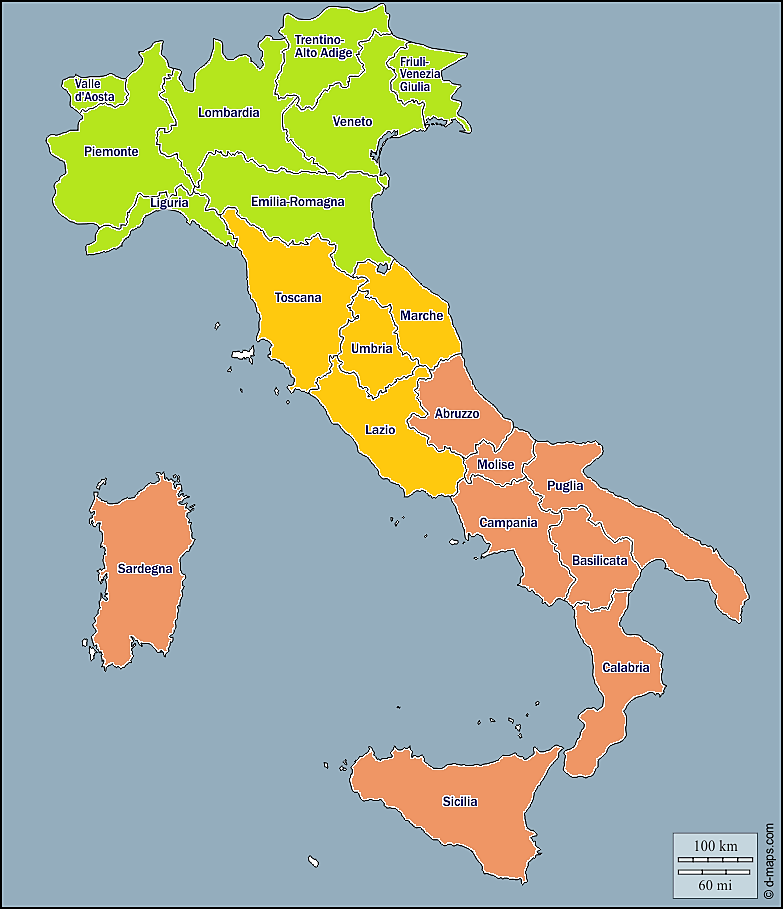 Trentino-
Alto Adige
Friuli-
Venezia
Giulia
Valle
d'Aosta
Lombardia
Veneto
Piemonte
Liguria
Emilia-Romagna
Toscana
Marche
Umbria
Abruzzo
Lazio
Molise
Puglia
Campania
Basilicata
Sardegna
Calabria
Sicilia
100 km
60 mi
© d-maps.com